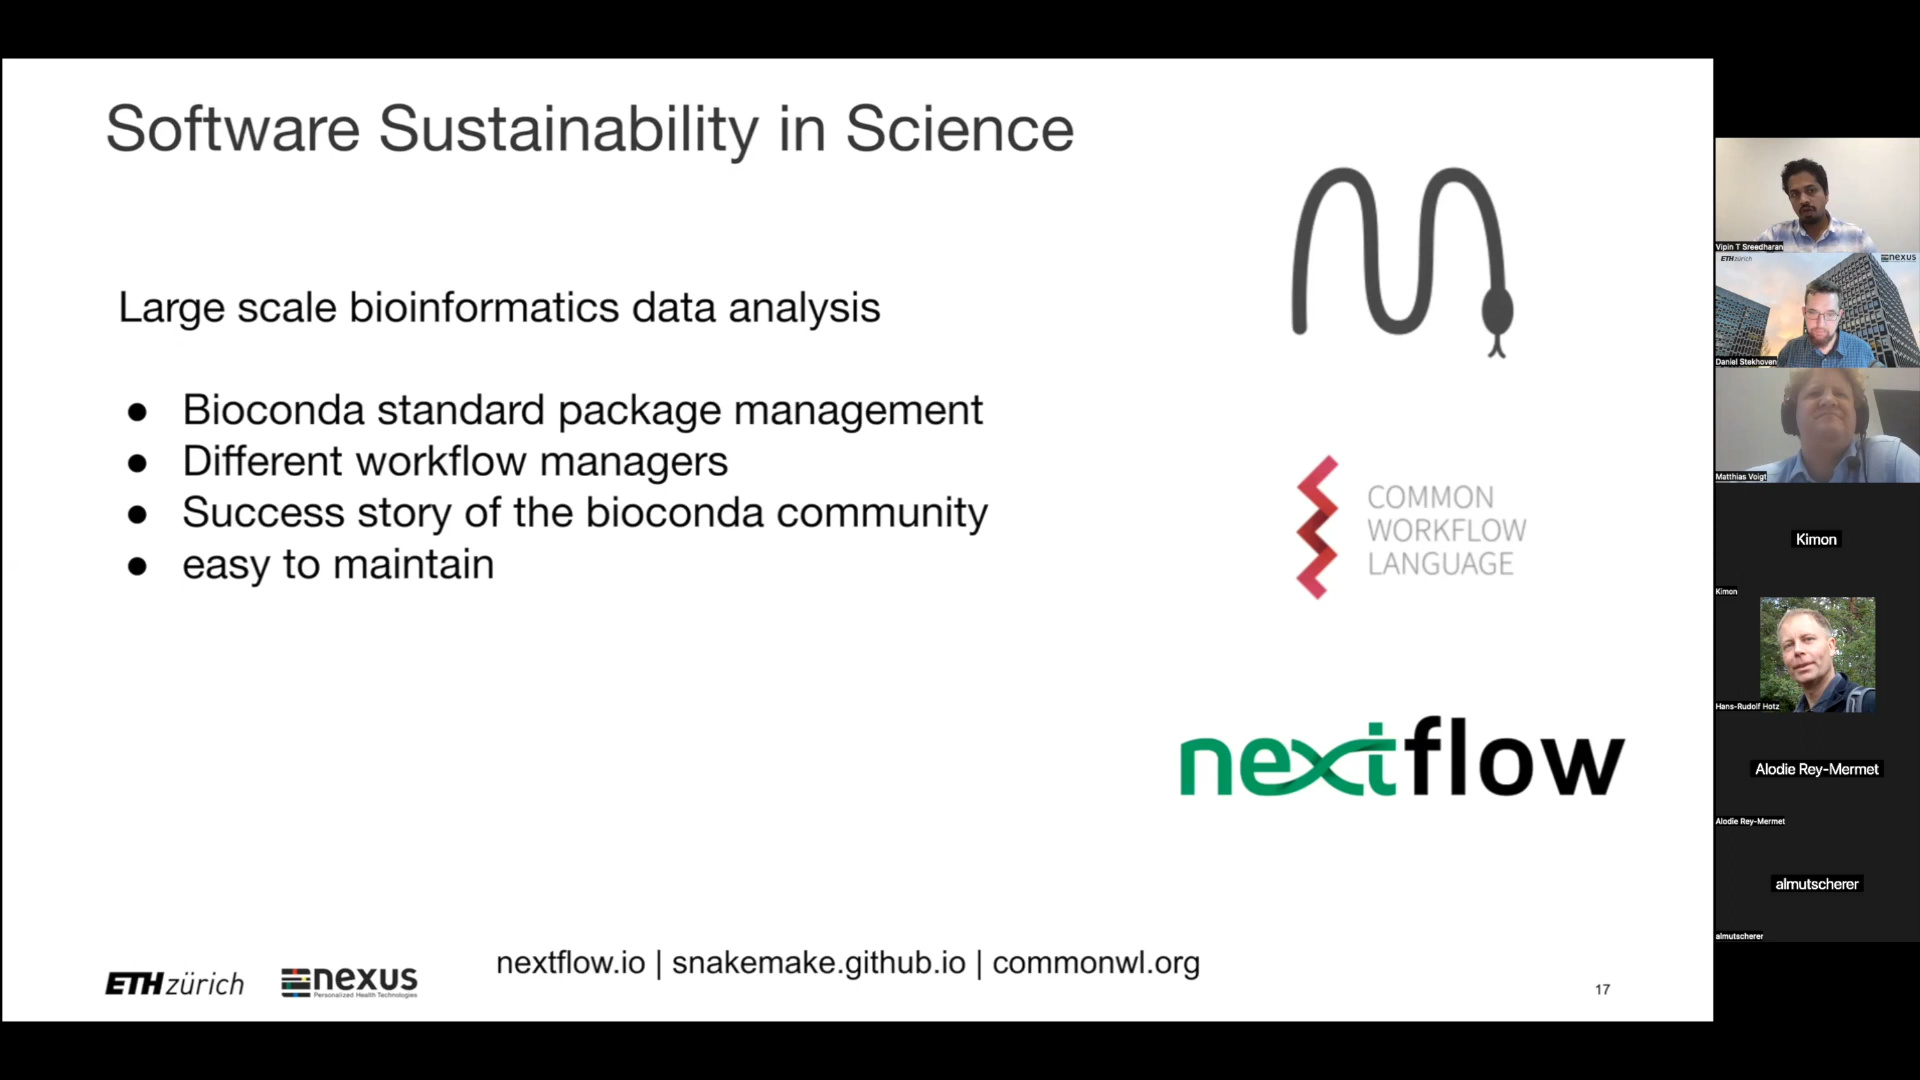 Software Sustainability in Science
Large scale bioinformatics data analysis
● Bioconda standard package management
● Different workflow managers
● Success story of the bioconda community
● easy to maintain
COMMON
WORKFLOW
LANGUAGE
nextflow
ETH zürich
nexus
Personalized Health Technologies
nextflow.io | snakemake.github.io | commonwl.org
17
Vipin T Sreedharan
ETH zürich
nexus
Daniel Stekhoven
Matthias Voigt
Kimon
Kimon
Hans-Rudolf Hotz
Alodie Rey-Mermet
Alodie Rey-Mermet
almutscherer
almutscherer